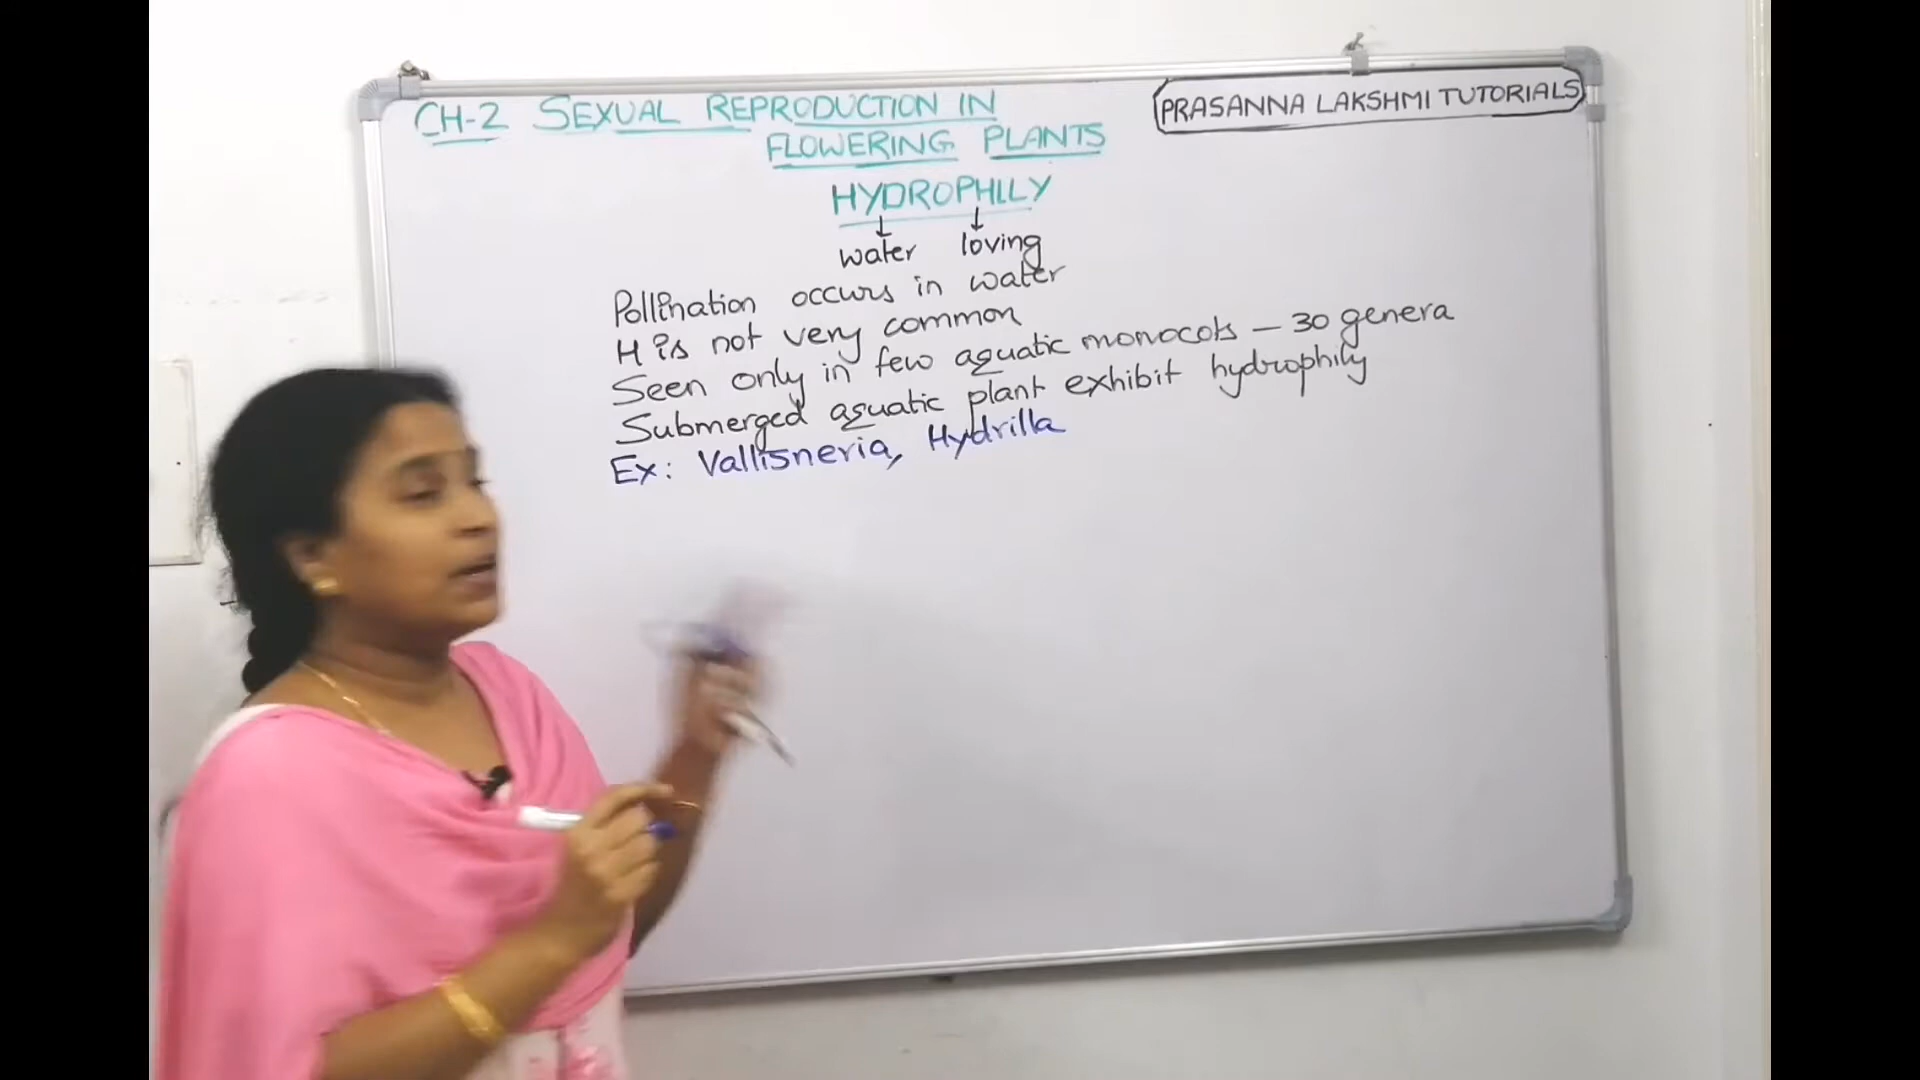 CH-2 SEXUAL REPRODUCTION IN
FLOWERING PLANTS
PRASANNA LAKSHMI TUTORIALS
HYDROPHILY
water loving
Pollination occurs in water
H is not very common
Seen only in few aquatic monocots - 30 genera
Submerged aquatic plant exhibit hydrophily
Ex: Vallisneria, Hydrilla